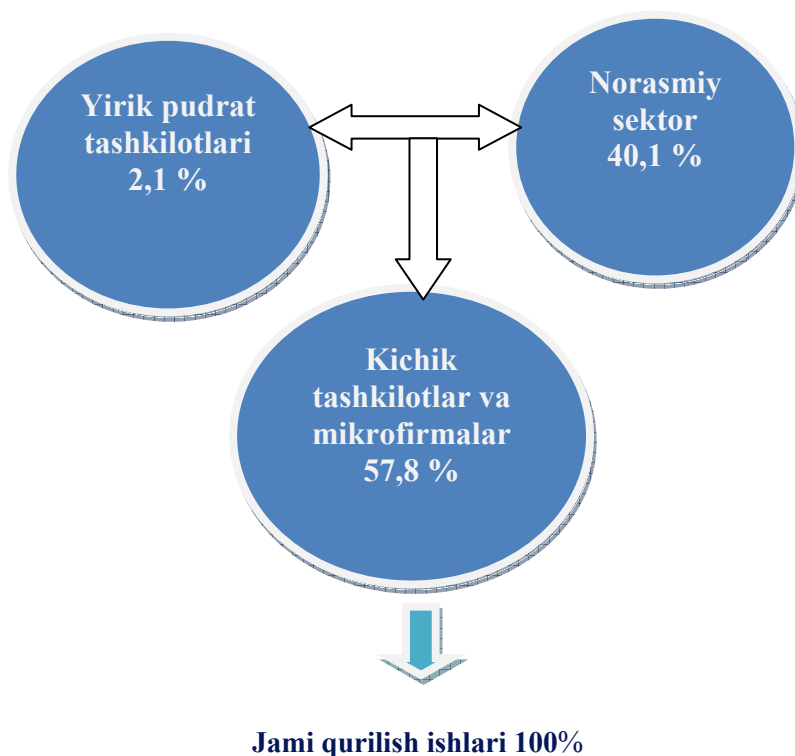 Yirik pudrat
tashkilotlari
2,1 %
Norasmiy
sektor
40,1 %
Kichik
tashkilotlar va
mikrofirmalar
57,8 %
Jami qurilish ishlari 100%